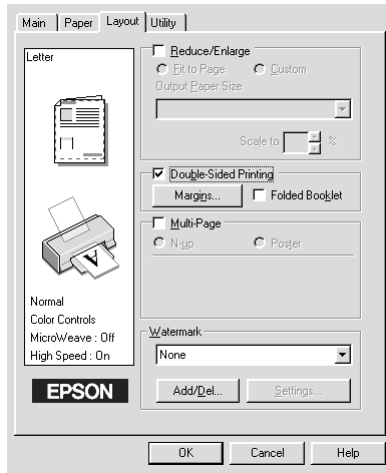 Main Paper Layout Utility
Letter
Reduce/Enlarge
Fit to Page Custom
Output Paper Size
Scale to %
Double-Sided Printing
Margins... Folded Booklet
Multi-Page
N-up Poster
A
Normal
Color Controls
MicroWeave : Off
High Speed : On
EPSON
Watermark
None
Add/Del... Settings...
OK Cancel Help